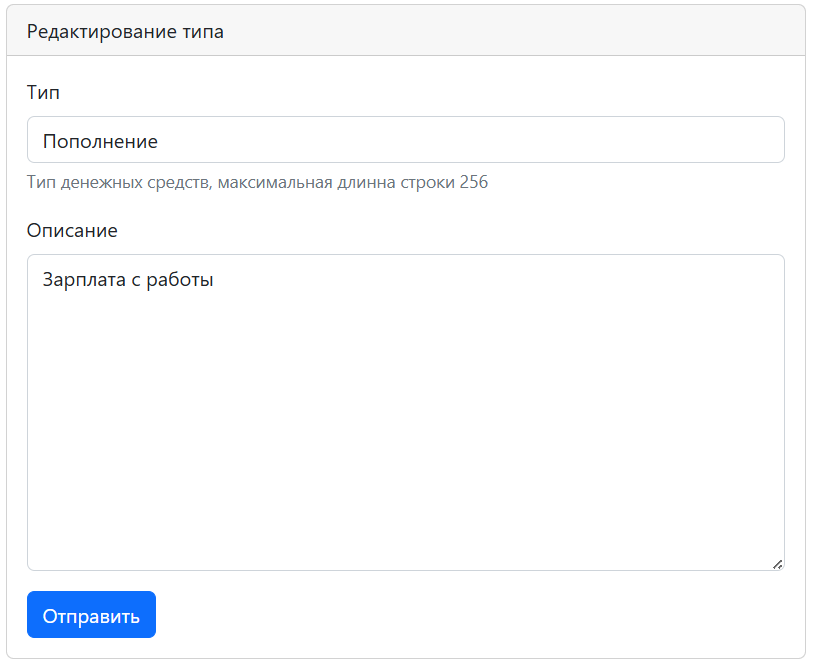 Редактирование типа
Тип
Пополнение
Тип денежных средств, максимальная длинна строки 256
Описание
Зарплата с работы
Отправить